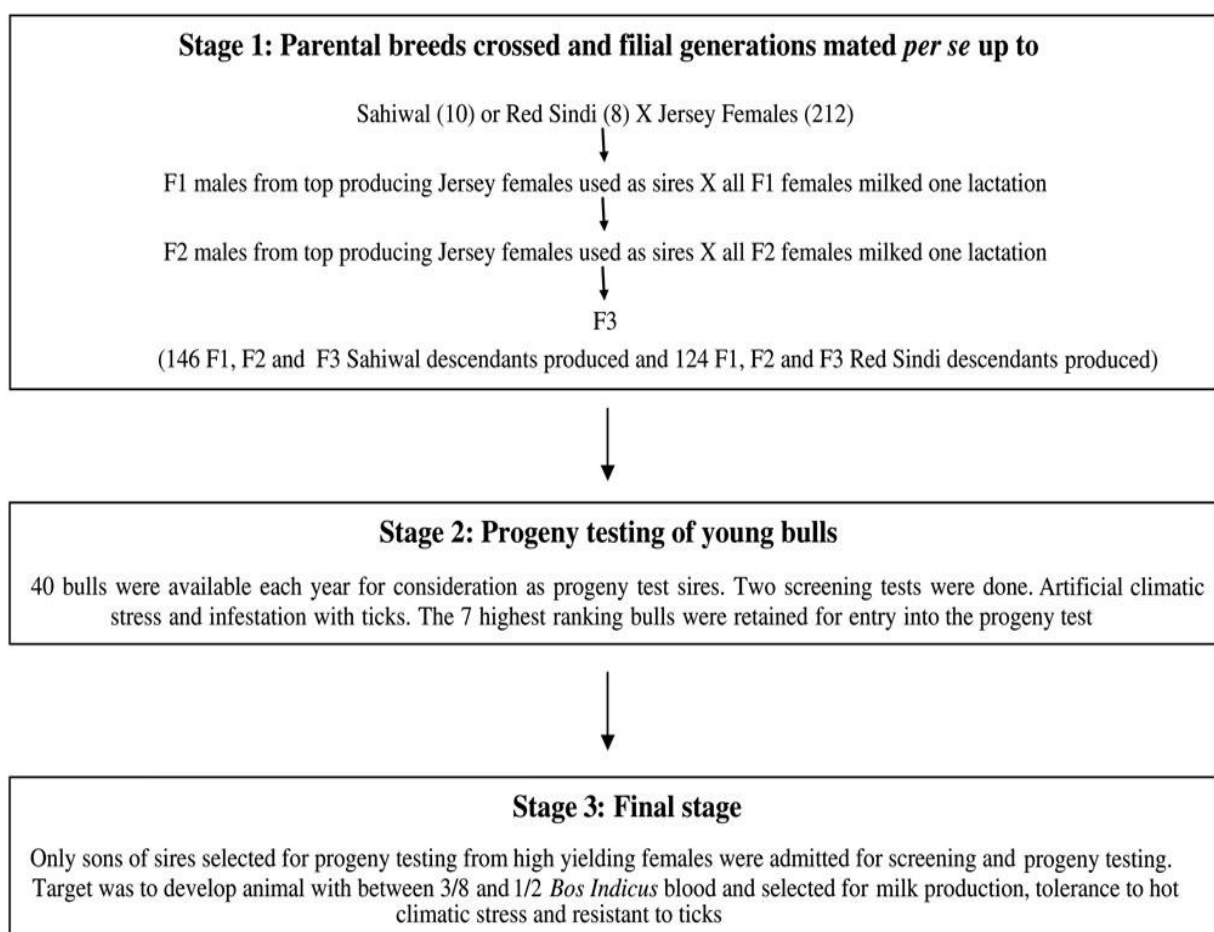 Stage 1: Parental breeds crossed and filial generations mated per se up to
Sahiwal (10) or Red Sindi (8) X Jersey Females (212)
F1 males from top producing Jersey females used as sires X all F1 females milked one lactation
F2 males from top producing Jersey females used as sires X all F2 females milked one lactation
F3
(146 F1, F2 and F3 Sahiwal descendants produced and 124 F1, F2 and F3 Red Sindi descendants produced)
Stage 2: Progeny testing of young bulls
40 bulls were available each year for consideration as progeny test sires. Two screening tests were done. Artificial climatic
stress and infestation with ticks. The 7 highest ranking bulls were retained for entry into the progeny test
Stage 3: Final stage
Only sons of sires selected for progeny testing from high yielding females were admitted for screening and progeny testing.
Target was to develop animal with between 3/8 and 1/2 Bos Indicus blood and selected for milk production, tolerance to hot
climatic stress and resistant to ticks